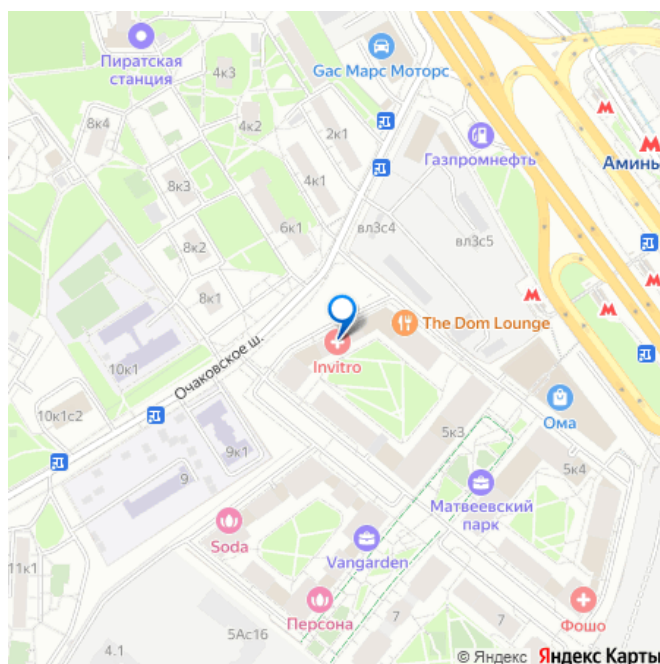 Пиратская
станция
4к3
Gac Марс Моторс
8к4
4к2
2к1
Газпромнефть
Амины
8к3
4к1
6к1
вл3с4
вл3с5
8к2
8к1
The Dom Lounge
Очаковское ш.
Invitro
10к1
10к1с2
Ома
9к1
5к3
5к4
9
Матвеевский
парк
Soda
Vangarden
11к1
Персона
7
7
Фошо
5Ас16
4.1
© Яндекс Яндекс Карты